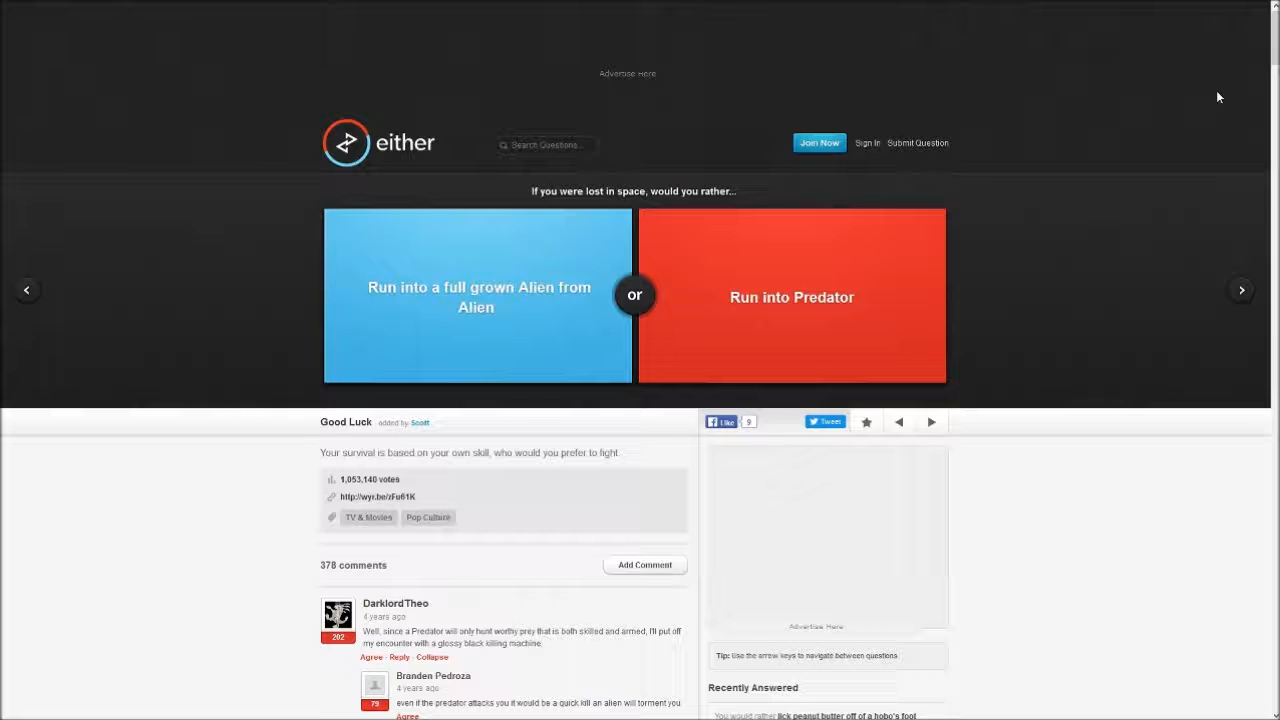 Advertise Here
either
Search Questions...
Join Now
Sign In
Submit Question
If you were lost in space, would you rather...
Run into a full grown Alien from
Alien
or
Run into Predator
Good Luck added by Scott
Like 9
Tweet
Your survival is based on your own skill, who would you prefer to fight.
1,053,140 votes
http://wyr.be/zFu61K
TV & Movies
Pop Culture
378 comments
Add Comment
DarklordTheo
4 years ago
202
Well, since a Predator will only hunt worthy prey that is both skilled and armed, I'll put off
my encounter with a glossy black killing machine.
Agree · Reply · Collapse
Branden Pedroza
4 years ago
79
even if the predator attacks you it would be a quick kill an alien will torment you
Agree
Advertise Here
Tip: Use the arrow keys to navigate between questions.
Recently Answered
You would rather lick peanut butter off of a hobo's foot